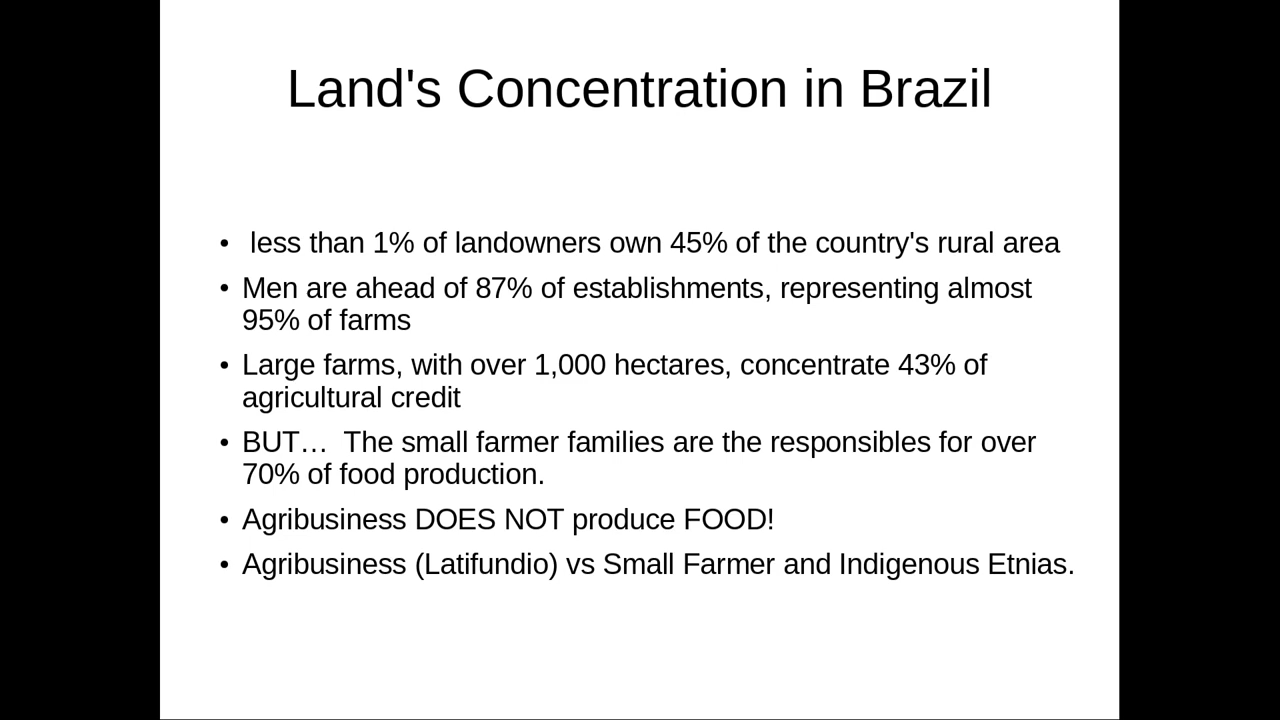 Land's Concentration in Brazil
• less than 1% of landowners own 45% of the country's rural area
• Men are ahead of 87% of establishments, representing almost
95% of farms
• Large farms, with over 1,000 hectares, concentrate 43% of
agricultural credit
• BUT… The small farmer families are the responsibles for over
70% of food production.
• Agribusiness DOES NOT produce FOOD!
• Agribusiness (Latifundio) vs Small Farmer and Indigenous Etnias.